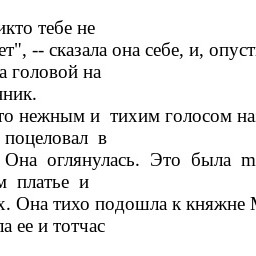 икто тебе не
ет", -- сказала она себе, и, опуст
а головой на
ник.
то нежным и  тихим голосом на
поцеловал  в
Она  оглянулась.  Это  была  m
м  платье  и
х. Она тихо подошла к княжне М
а ее и тотчас